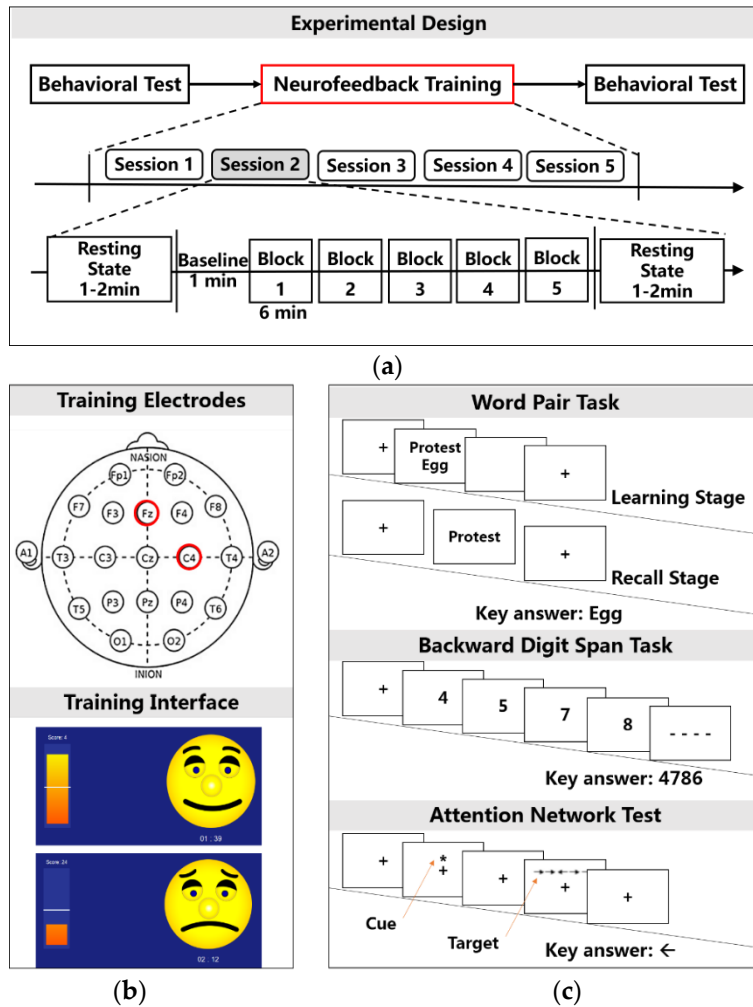 Experimental Design
Behavioral Test
Neurofeedback Training
Behavioral Test
Session 1
Session 2
Session 3
Session 4
Session 5
Resting
State
1-2min
Baseline
1 min
Block
1
6 min
Block
2
Block
3
Block
4
Block
5
Resting
State
1-2min
(a)
Training Electrodes
NASION
Fp1 Fp2
F7 F3 Fz F4 F8
A1 T3 C3 Cz C4 T4 A2
T5 P3 Pz P4 T6
O1 O2
INION
Training Interface
Score: 4
01 : 39
Score: 24
02 : 12
(b)
Word Pair Task
+
Protest
Egg
+
Learning Stage
+
Protest
+
Recall Stage
Key answer: Egg
Backward Digit Span Task
+
4
5
7
8
- - - -
Key answer: 4786
Attention Network Test
+
*
+
+
+
+
Cue
Target
Key answer: ←
(c)